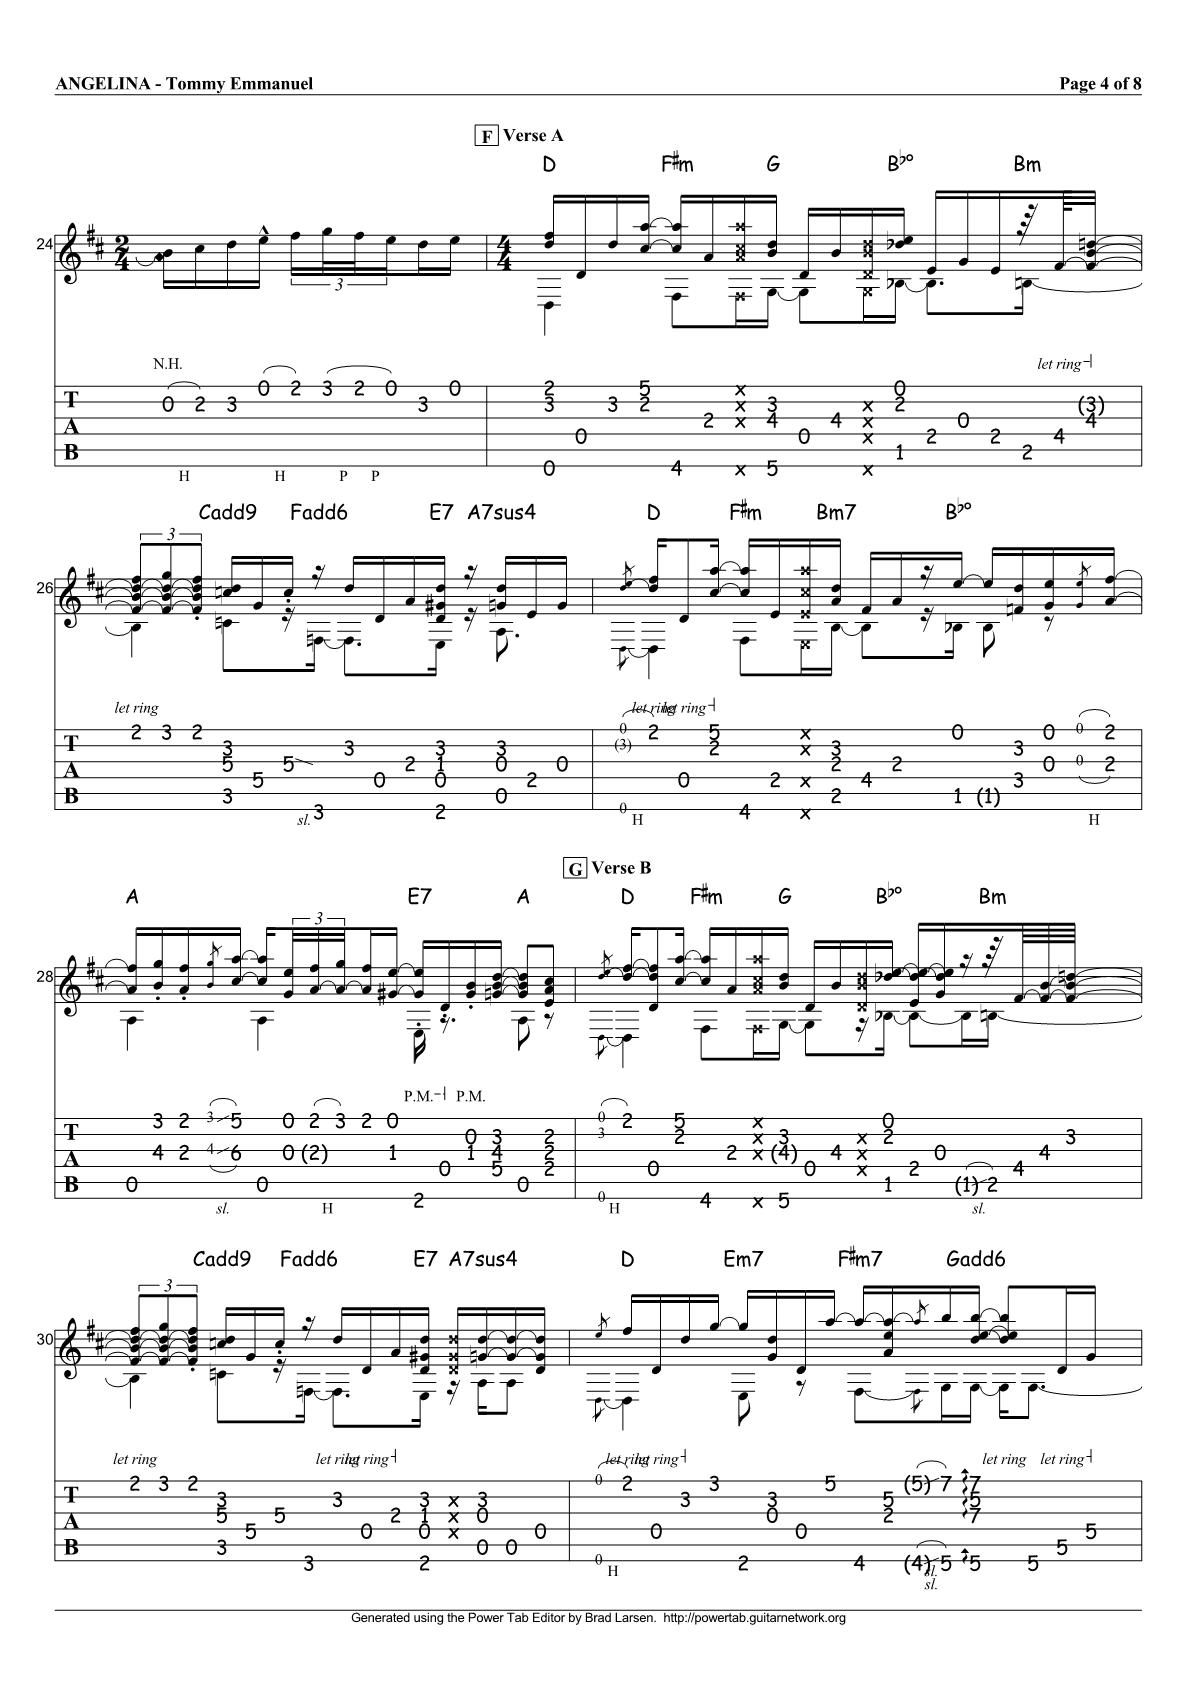 ANGELINA - Tommy Emmanuel Page 4 of 8
F Verse A
D F#m G B♭° Bm
24
2 4 3 4 4
N.H. let ring
T 0 2 3 0 2 3 2 0 3 0 2 3 0 3 5 2 2 x x 3 4 0 4 x x 0 2 2 0 2 4 (3) 4
A
B 0 4 x 5 x 1 2
H H P P
3 Cadd9 Fadd6 E7 A7sus4 D F#m Bm7 B♭°
26
let ring let ring let ring
T 2 3 2 3 5 5 5 3 0 2 3 1 0 3 0 2 0 0 (3) 2 0 5 2 2 x x 3 2 4 2 0 3 3 0 0 0 0 2 2
A
B 3 3 2 0 0 4 x 2 1 (1)
sl. H H
G Verse B
A 3 E7 A D F#m G B♭° Bm
28
P.M. P.M.
T 3 4 2 2 3 4 5 6 0 0 2 (2) 3 2 0 1 0 0 1 3 4 5 2 2 2 0 3 2 0 5 2 2 x x x 3 (4) 0 4 x x x 0 2 2 0 4 4 3
A
B 0 0 2 0 0 4 x 5 1 (1) 2
sl. H H sl.
3 Cadd9 Fadd6 E7 A7sus4 D Em7 F#m7 Gadd6
30
let ring let ring let ring let ring let ring let ring let ring
T 2 3 2 3 5 5 5 3 0 2 3 1 0 x x x 3 0 0 0 2 0 3 3 3 0 0 5 5 2 (5) 7 7 5 7 5
A
B 3 3 2 0 0 0 2 4 (4) 5 5 5 5
H sl.
sl.
Generated using the Power Tab Editor by Brad Larsen. http://powertab.guitarnetwork.org